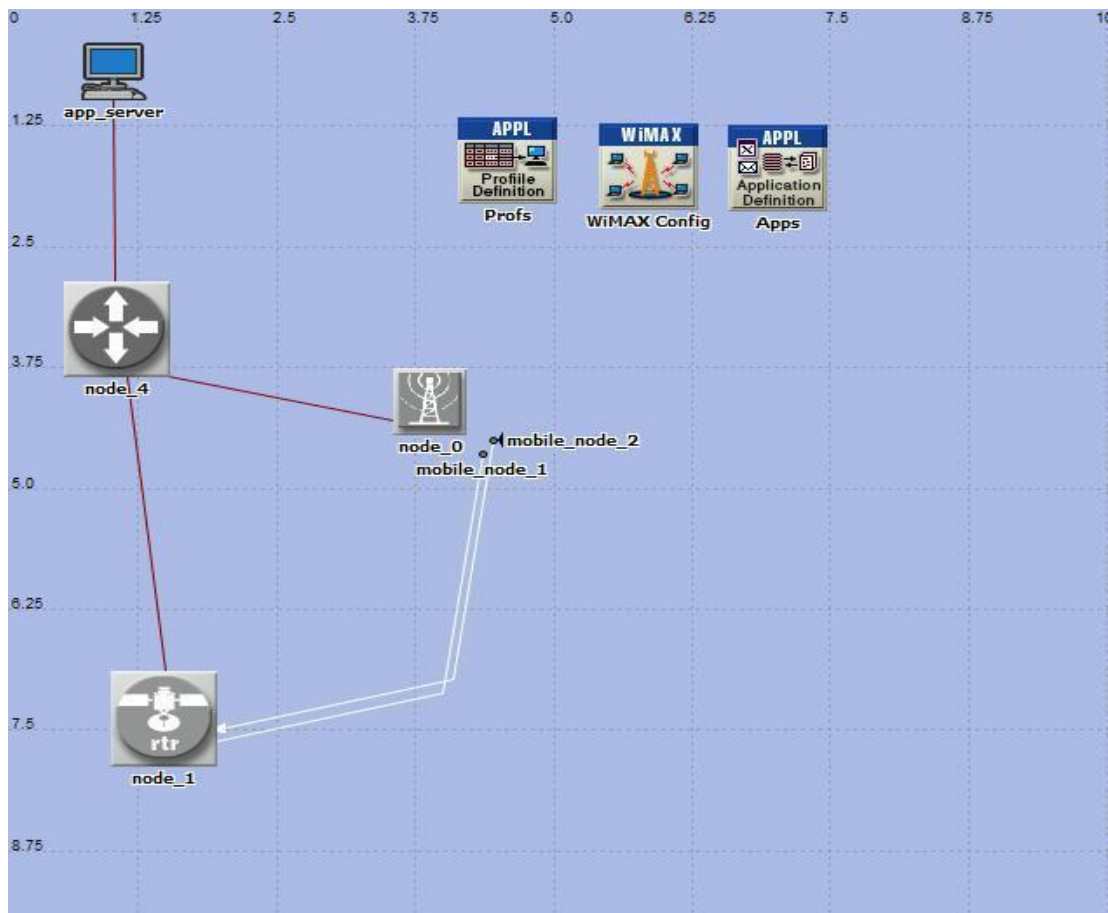 0 1.25 2.5 3.75 5.0 6.25 7.5 8.75 10
app_server
1.25
APPL
Profiile
Definition
Profs
WiMAX
WiMAX Config
APPL
Application
Definition
Apps
2.5
3.75
node_4
node_0
mobile_node_2
mobile_node_1
5.0
6.25
7.5
rtr
node_1
8.75